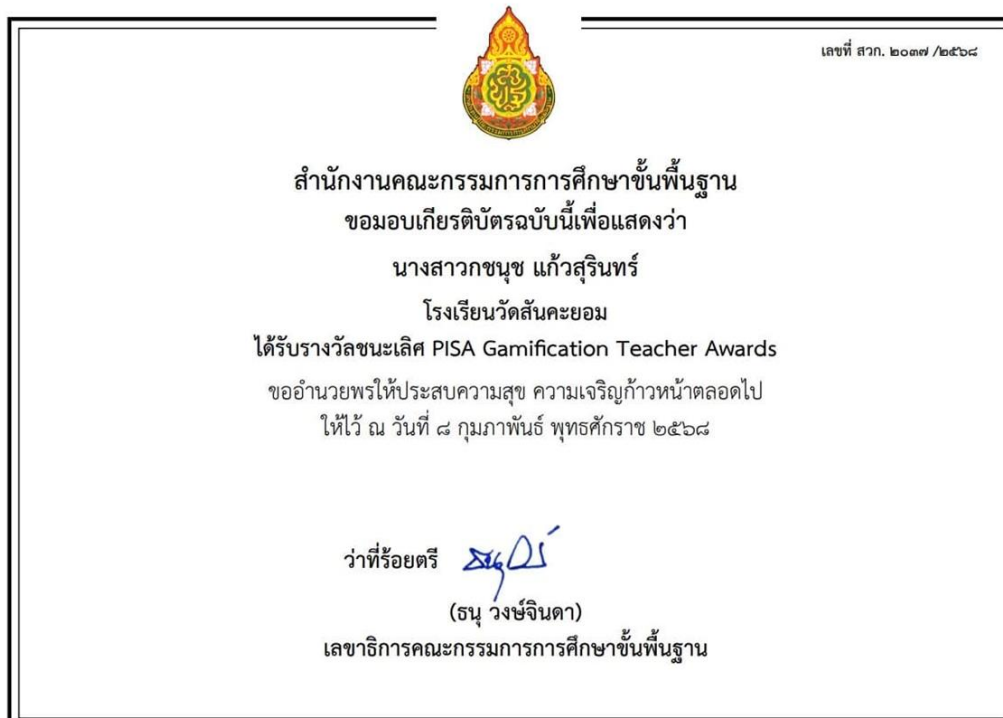 เลขที่ สวก. ๒๐๓๗ /๒๕๖๘
สำนักงานคณะกรรมการการศึกษาขั้นพื้นฐาน
ขอมอบเกียรติบัตรฉบับนี้เพื่อแสดงว่า
นางสาวกชนุช แก้วสุรินทร์
โรงเรียนวัดสันคะยอม
ได้รับรางวัลชนะเลิศ PISA Gamification Teacher Awards
ขออำนวยพรให้ประสบความสุข ความเจริญก้าวหน้าตลอดไป
ให้ไว้ ณ วันที่ ๘ กุมภาพันธ์ พุทธศักราช ๒๕๖๘
ว่าที่ร้อยตรี
(ธนุ วงษ์จินดา)
เลขาธิการคณะกรรมการการศึกษาขั้นพื้นฐาน